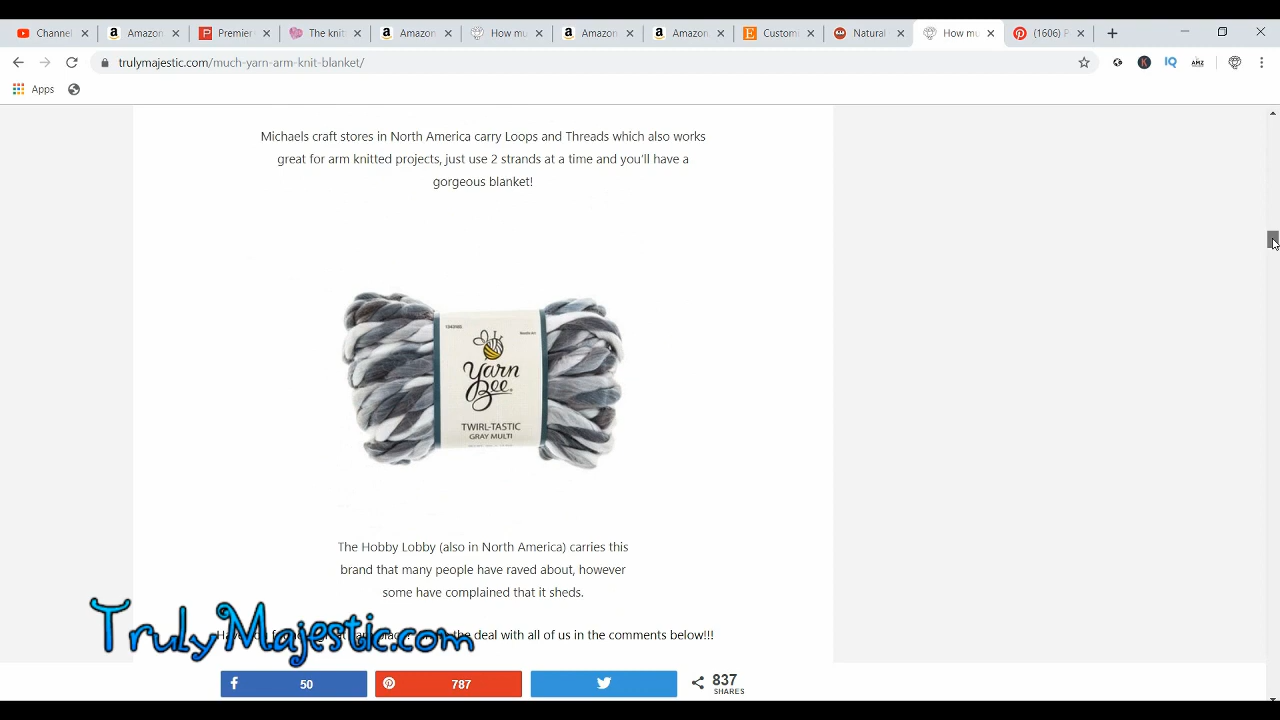 Channel
Amazon
Premier
The knit
Amazon
How mu
Amazon
Amazon
Customi
Natural
How mu
(1606) P
trulymajestic.com/much-yarn-arm-knit-blanket/
K
IQ
AMZ
Apps
Michaels craft stores in North America carry Loops and Threads which also works
great for arm knitted projects, just use 2 strands at a time and you'll have a
gorgeous blanket!
Yarn
Bee
TWIRL-TASTIC
GRAY MULTI
The Hobby Lobby (also in North America) carries this
brand that many people have raved about, however
some have complained that it sheds.
the deal with all of us in the comments below!!!
TrulyMajestic.com
50
787
837
SHARES